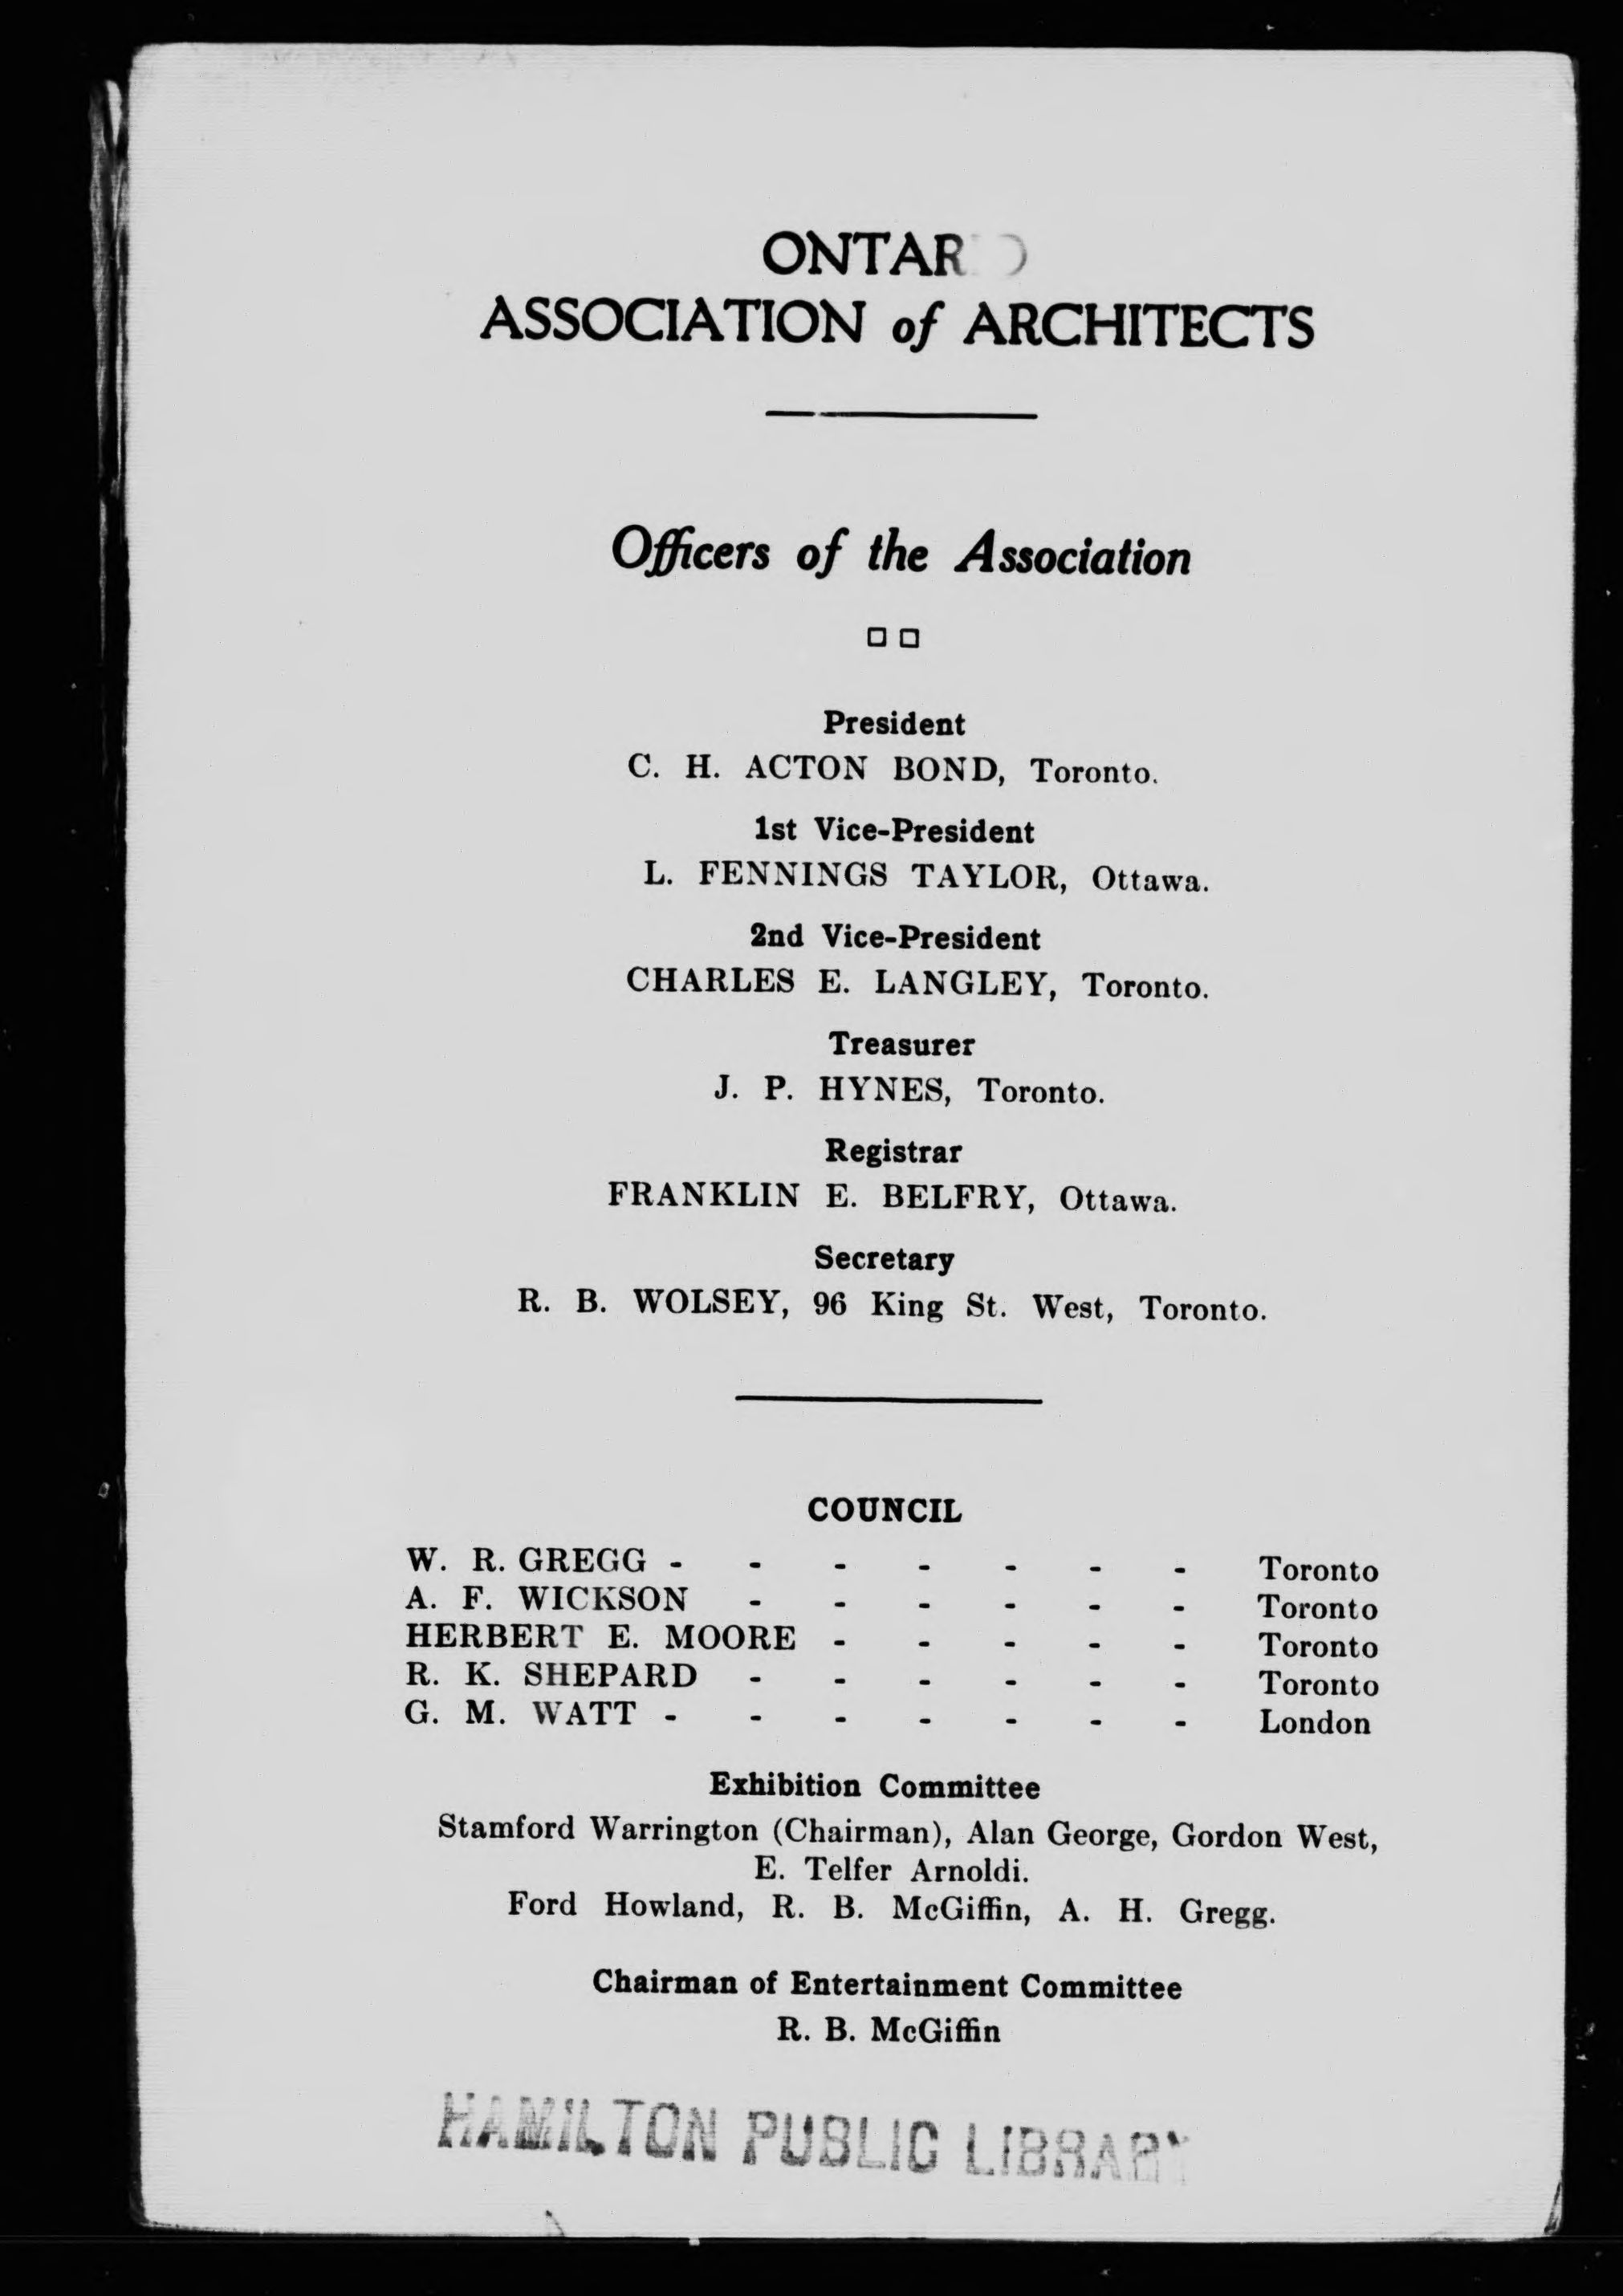 ONTARIO
ASSOCIATION of ARCHITECTS
Officers of the Association
President
C. H. ACTON BOND, Toronto.
1st Vice-President
L. FENNINGS TAYLOR, Ottawa.
2nd Vice-President
CHARLES E. LANGLEY, Toronto.
Treasurer
J. P. HYNES, Toronto.
Registrar
FRANKLIN E. BELFRY, Ottawa.
Secretary
R. B. WOLSEY, 96 King St. West, Toronto.
COUNCIL
W. R. GREGG - - - - - - - Toronto
A. F. WICKSON - - - - - - Toronto
HERBERT E. MOORE - - - - - Toronto
R. K. SHEPARD - - - - - - Toronto
G. M. WATT - - - - - - - London
Exhibition Committee
Stamford Warrington (Chairman), Alan George, Gordon West,
E. Telfer Arnoldi.
Ford Howland, R. B. McGiffin, A. H. Gregg.
Chairman of Entertainment Committee
R. B. McGiffin
HAMILTON PUBLIC LIBRARY